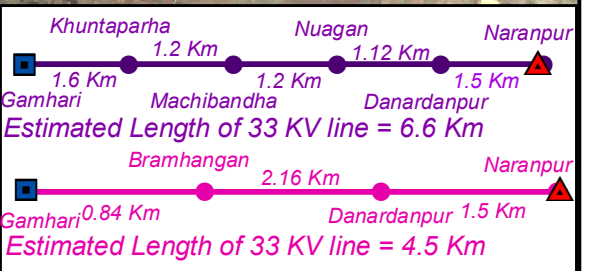 Khuntaparha Nuagan Naranpur
1.2 Km 1.12 Km
1.6 Km 1.2 Km 1.5 Km
Gamhari Machibandha Danardanpur
Estimated Length of 33 KV line = 6.6 Km
Bramhangan Naranpur
2.16 Km
Gamhari 0.84 Km Danardanpur 1.5 Km
Estimated Length of 33 KV line = 4.5 Km